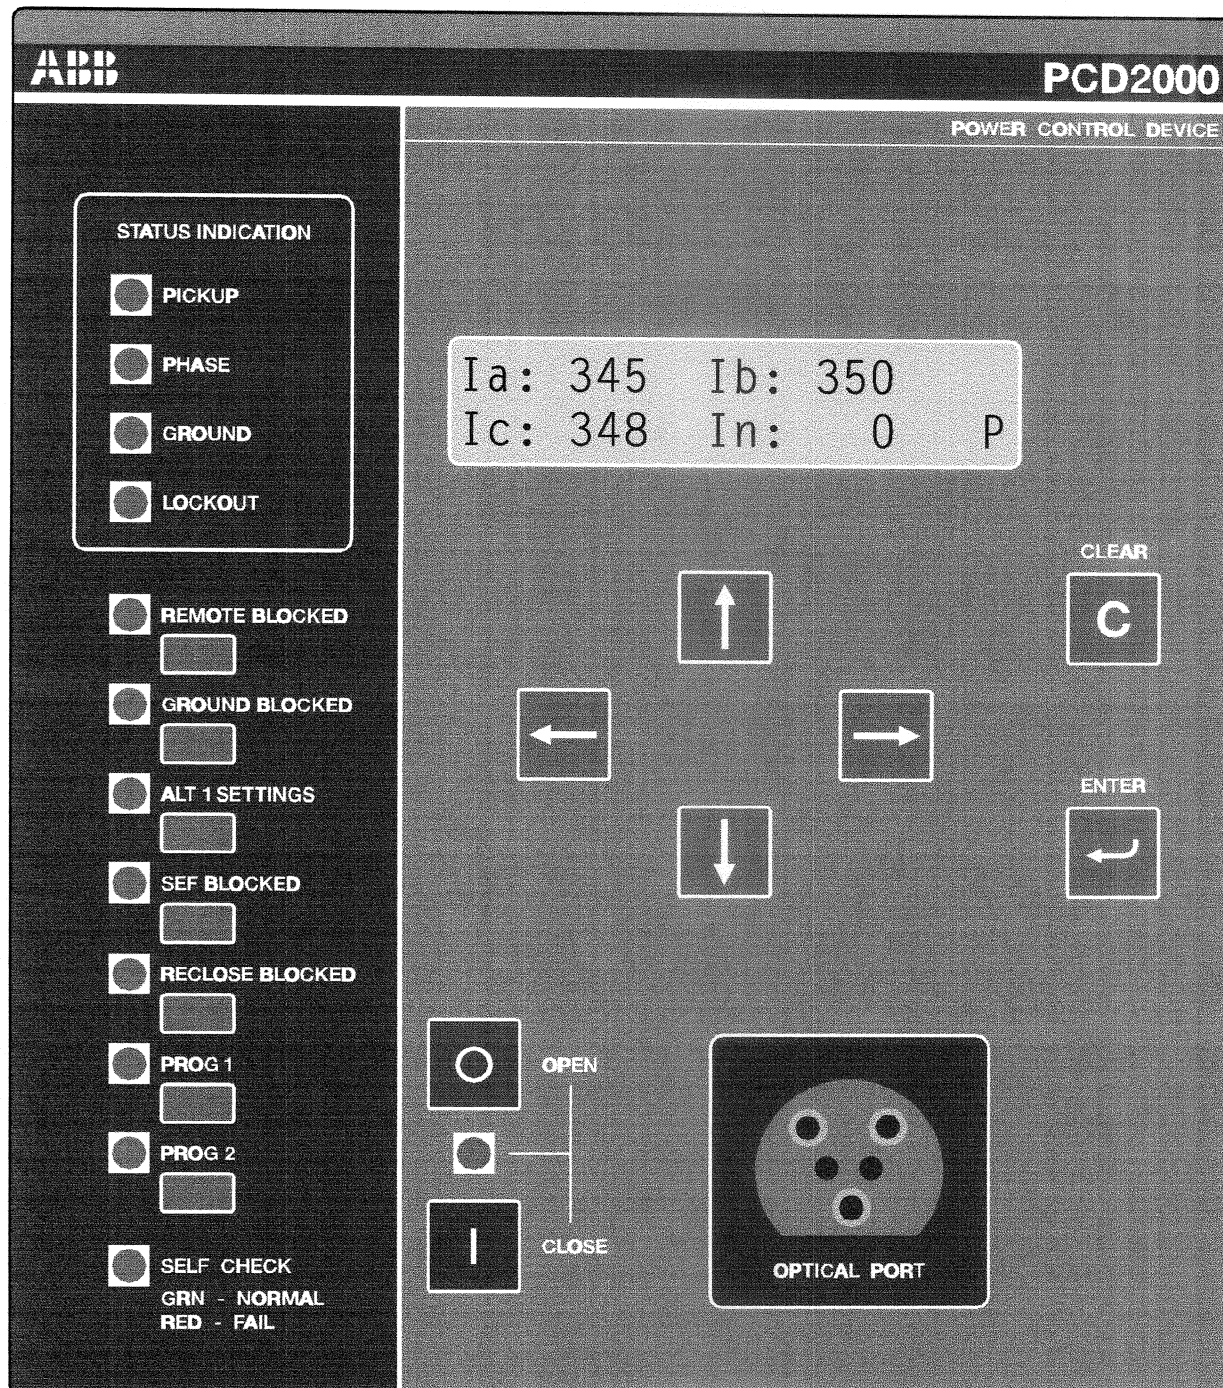 ABB
PCD2000
POWER CONTROL DEVICE
STATUS INDICATION
PICKUP
PHASE
GROUND
LOCKOUT
Ia: 345 Ib: 350
Ic: 348 In: 0 P
REMOTE BLOCKED
GROUND BLOCKED
ALT 1 SETTINGS
SEF BLOCKED
RECLOSE BLOCKED
PROG 1
PROG 2
SELF CHECK
GRN - NORMAL
RED - FAIL
CLEAR
C
ENTER
O
OPEN
I
CLOSE
OPTICAL PORT